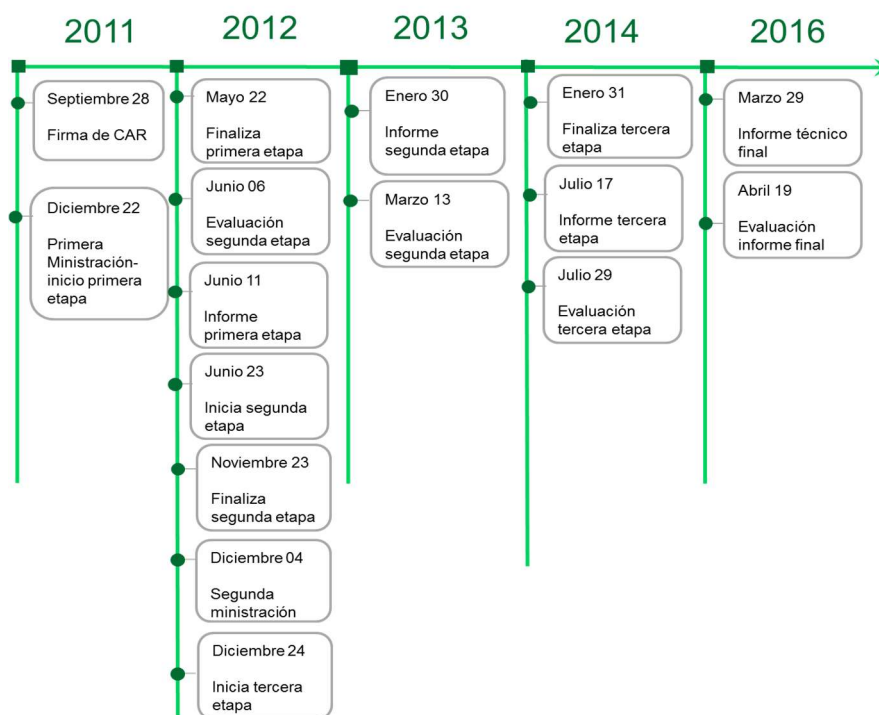 2011
2012
2013
2014
2016
Septiembre 28
Firma de CAR
Diciembre 22
Primera
Ministración-
inicio primera
etapa
Mayo 22
Finaliza
primera etapa
Junio 06
Evaluación
segunda etapa
Junio 11
Informe
primera etapa
Junio 23
Inicia segunda
etapa
Noviembre 23
Finaliza
segunda etapa
Diciembre 04
Segunda
ministración
Diciembre 24
Inicia tercera
etapa
Enero 30
Informe
segunda etapa
Marzo 13
Evaluación
segunda etapa
Enero 31
Finaliza tercera
etapa
Julio 17
Informe tercera
etapa
Julio 29
Evaluación
tercera etapa
Marzo 29
Informe técnico
final
Abril 19
Evaluación
informe final